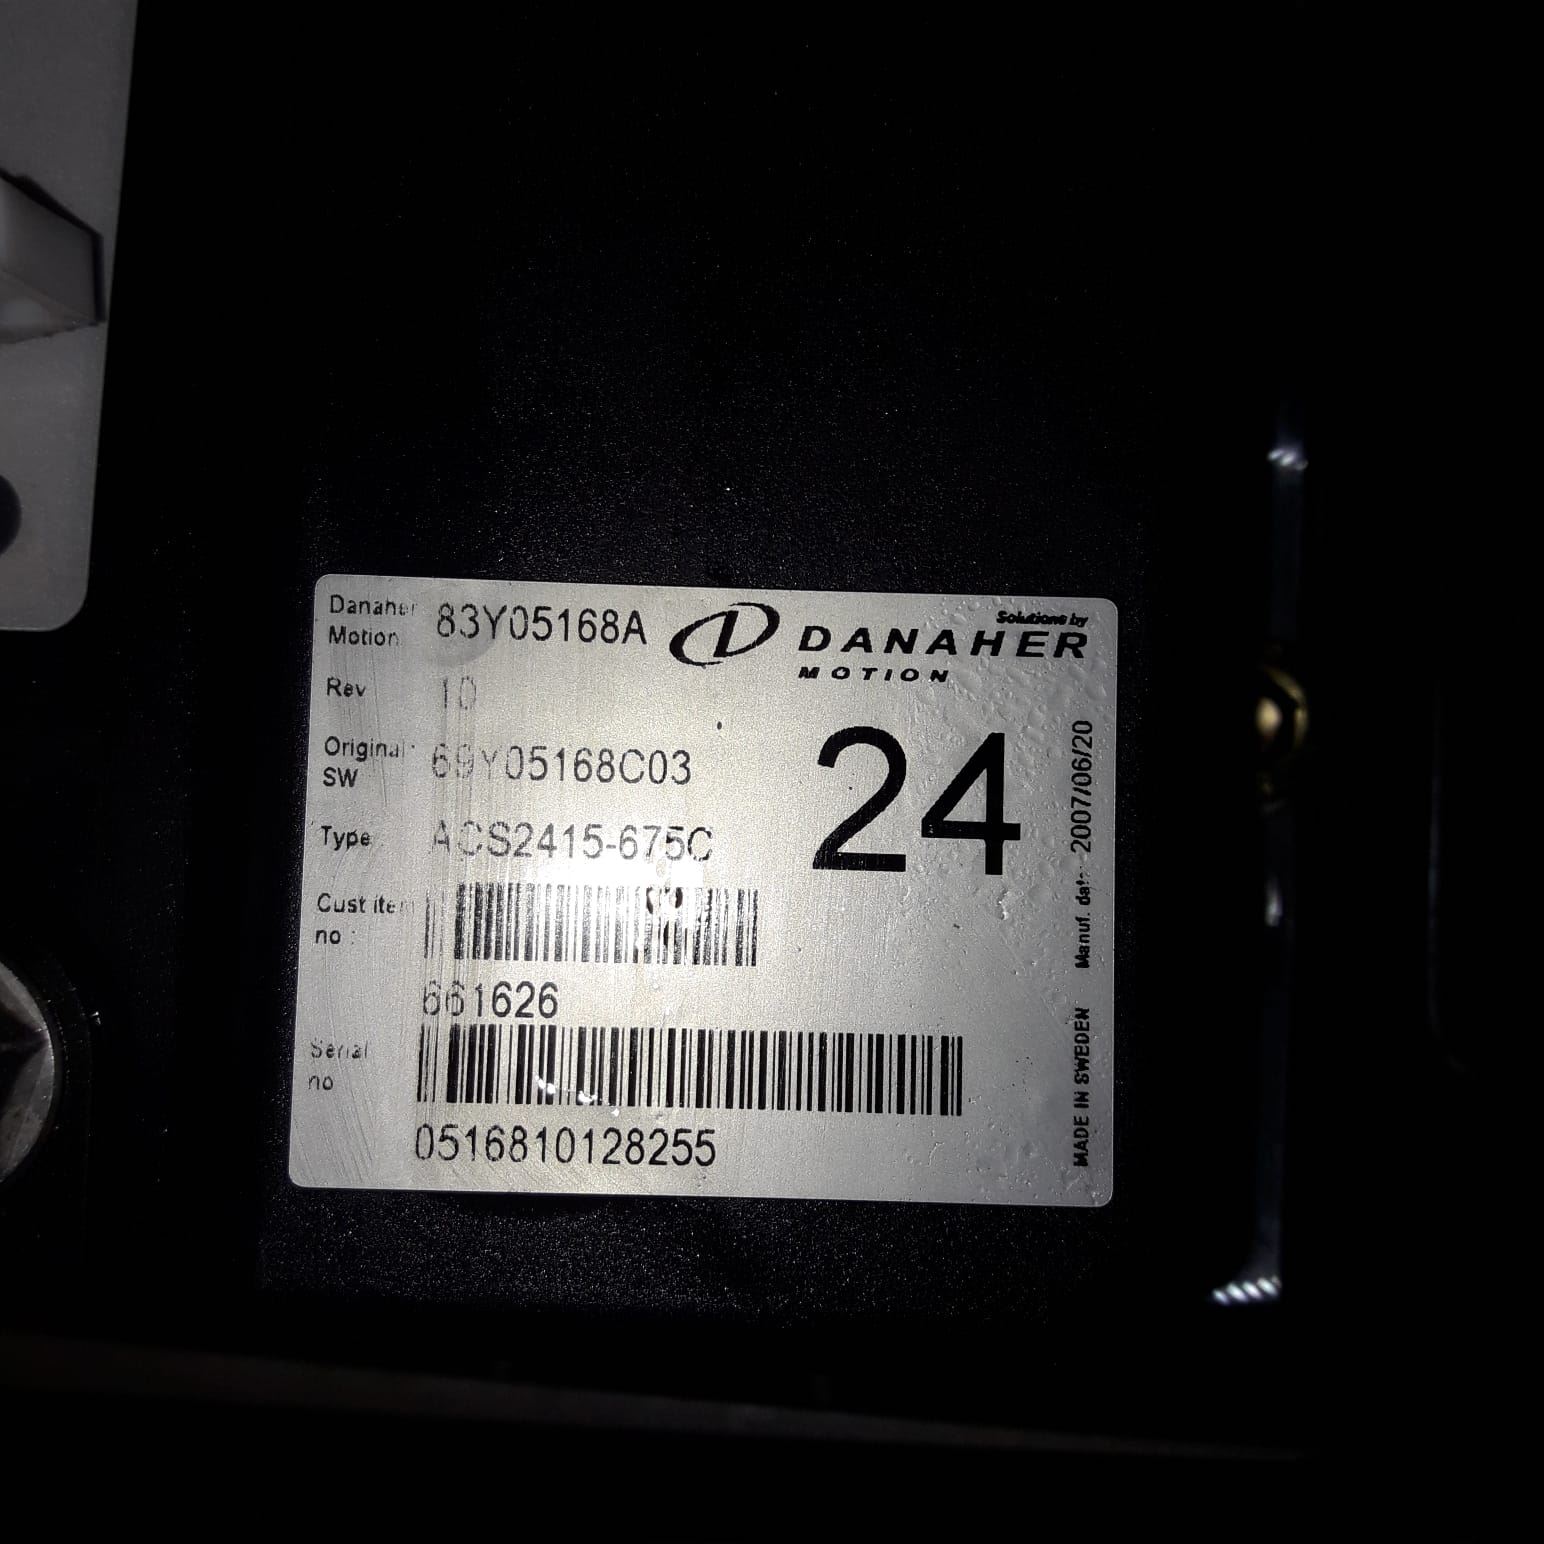 Danaher Motion 83Y05168A
Solutions by
DANAHER
MOTION
Rev 10
Original SW 69Y05168C03
Type ACS2415-675C
24
Cust item no : 661626
Serial no 0516810128255
MADE IN SWEDEN Manuf. date: 2007/06/20